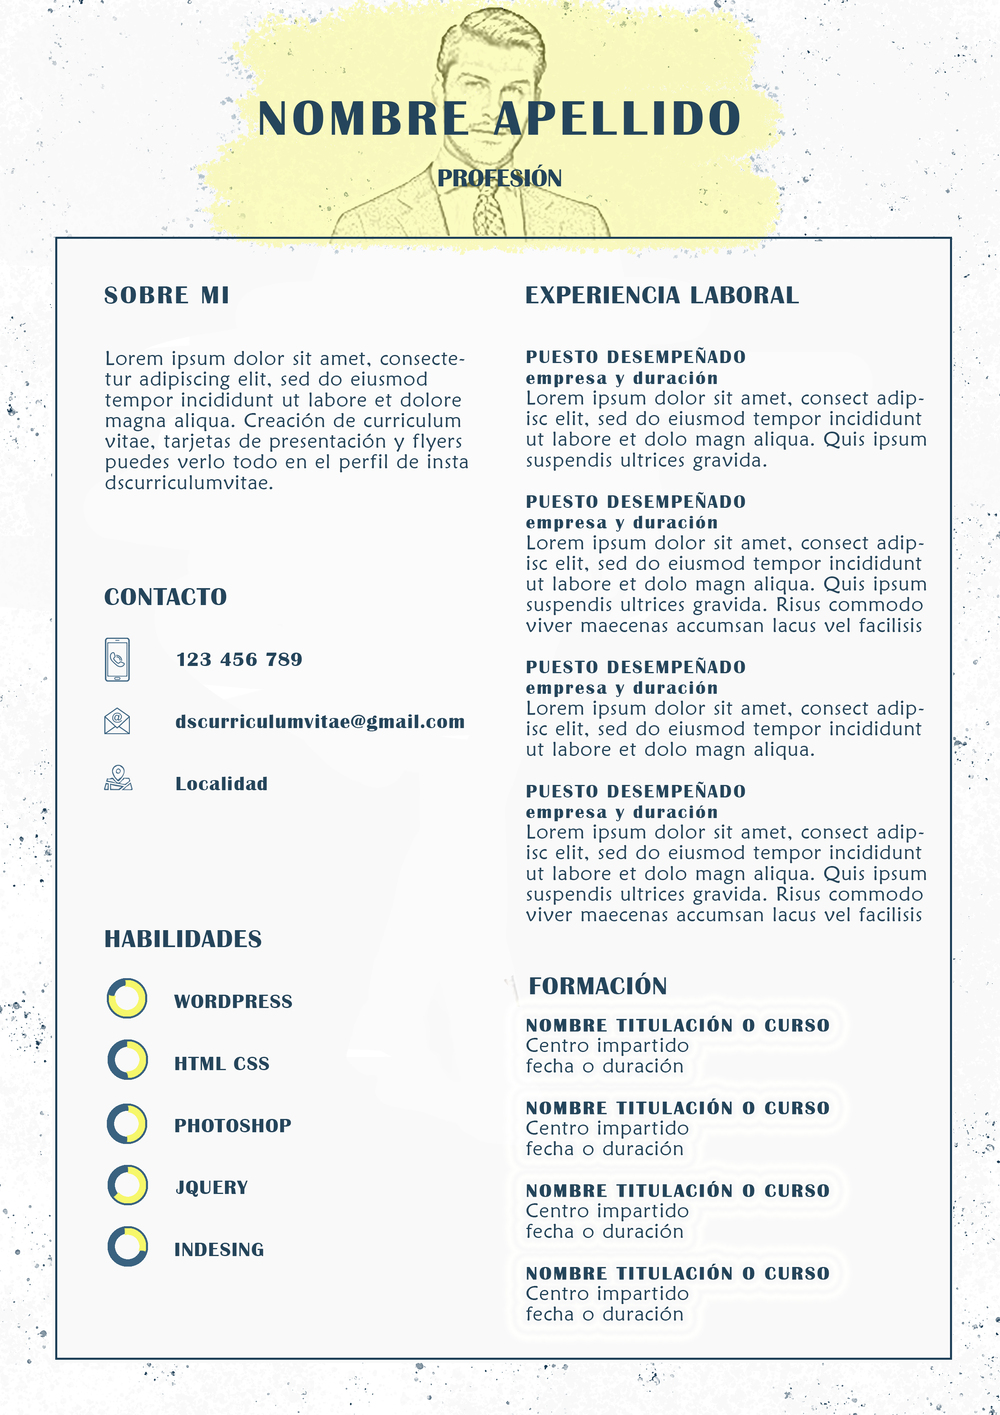 NOMBRE APELLIDO
PROFESIÓN
SOBRE MI
Lorem ipsum dolor sit amet, consecte-
tur adipiscing elit, sed do eiusmod
tempor incididunt ut labore et dolore
magna aliqua. Creación de curriculum
vitae, tarjetas de presentación y flyers
puedes verlo todo en el perfil de insta
dscurriculumvitae.
CONTACTO
123 456 789
dscurriculumvitae@gmail.com
Localidad
HABILIDADES
WORDPRESS
HTML CSS
PHOTOSHOP
JQUERY
INDESING
EXPERIENCIA LABORAL
PUESTO DESEMPEÑADO
empresa y duración
Lorem ipsum dolor sit amet, consect adip-
isc elit, sed do eiusmod tempor incididunt
ut labore et dolo magn aliqua. Quis ipsum
suspendis ultrices gravida.
PUESTO DESEMPEÑADO
empresa y duración
Lorem ipsum dolor sit amet, consect adip-
isc elit, sed do eiusmod tempor incididunt
ut labore et dolo magn aliqua. Quis ipsum
suspendis ultrices gravida. Risus commodo
viver maecenas accumsan lacus vel facilisis
PUESTO DESEMPEÑADO
empresa y duración
Lorem ipsum dolor sit amet, consect adip-
isc elit, sed do eiusmod tempor incididunt
ut labore et dolo magn aliqua.
PUESTO DESEMPEÑADO
empresa y duración
Lorem ipsum dolor sit amet, consect adip-
isc elit, sed do eiusmod tempor incididunt
ut labore et dolo magn aliqua. Quis ipsum
suspendis ultrices gravida. Risus commodo
viver maecenas accumsan lacus vel facilisis
FORMACIÓN
NOMBRE TITULACIÓN O CURSO
Centro impartido
fecha o duración
NOMBRE TITULACIÓN O CURSO
Centro impartido
fecha o duración
NOMBRE TITULACIÓN O CURSO
Centro impartido
fecha o duración
NOMBRE TITULACIÓN O CURSO
Centro impartido
fecha o duración